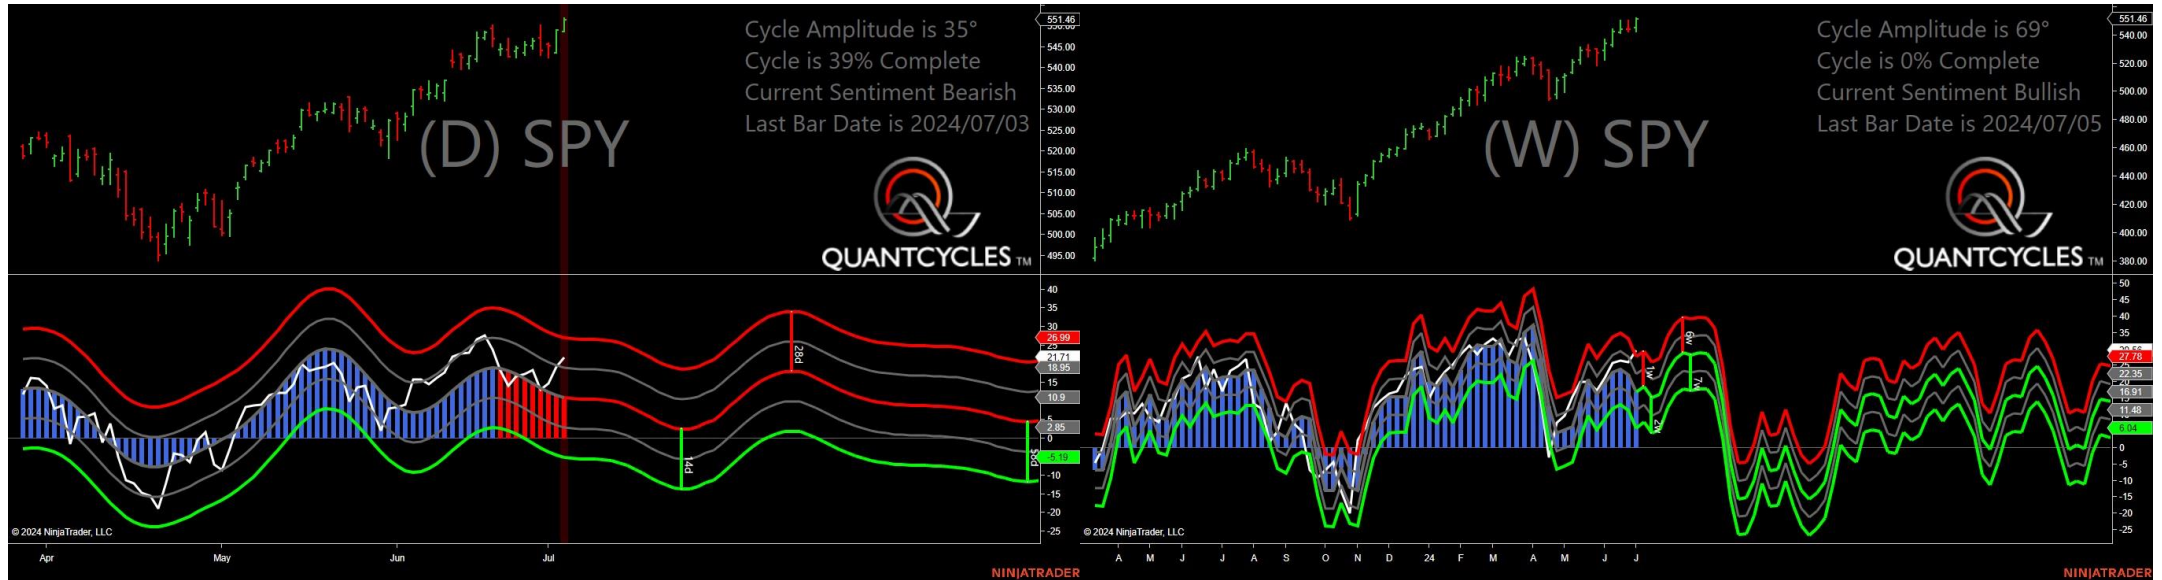 Cycle Amplitude is 35°
Cycle is 39% Complete
Current Sentiment Bearish
Last Bar Date is 2024/07/03
(D) SPY
QUANTCYCLES TM
551.46
545.00
540.00
535.00
530.00
525.00
520.00
515.00
510.00
505.00
500.00
495.00
40
35
30
26.99
25
21.71
18.95
15
10.9
5
2.85
0
-5.19
-10
-15
-20
-25
14d
28d
58d
© 2024 NinjaTrader, LLC
Apr May Jun Jul
NINJATRADER
Cycle Amplitude is 69°
Cycle is 0% Complete
Current Sentiment Bullish
Last Bar Date is 2024/07/05
(W) SPY
QUANTCYCLES TM
551.46
540.00
520.00
500.00
480.00
460.00
440.00
420.00
400.00
380.00
50
45
40
35
27.78
22.35
20
16.91
11.48
6.04
0
-5
-10
-15
-20
-25
1w
2w
6w
7w
© 2024 NinjaTrader, LLC
A M J J A S O N D 24 F M A M J J
NINJATRADER